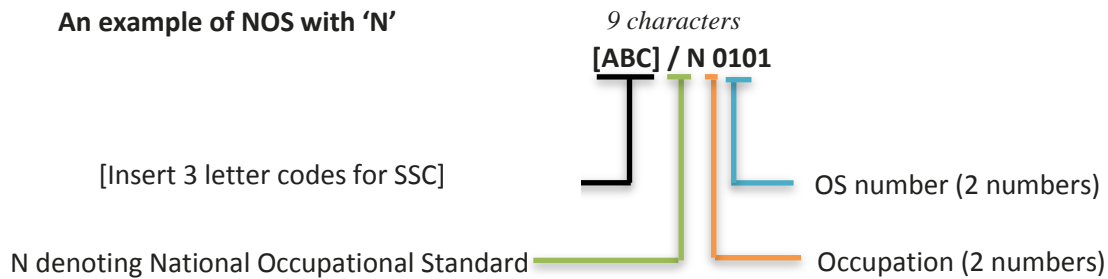 An example of NOS with ‘N’
9 characters
[ABC] / N 0101
[Insert 3 letter codes for SSC]
OS number (2 numbers)
N denoting National Occupational Standard
Occupation (2 numbers)